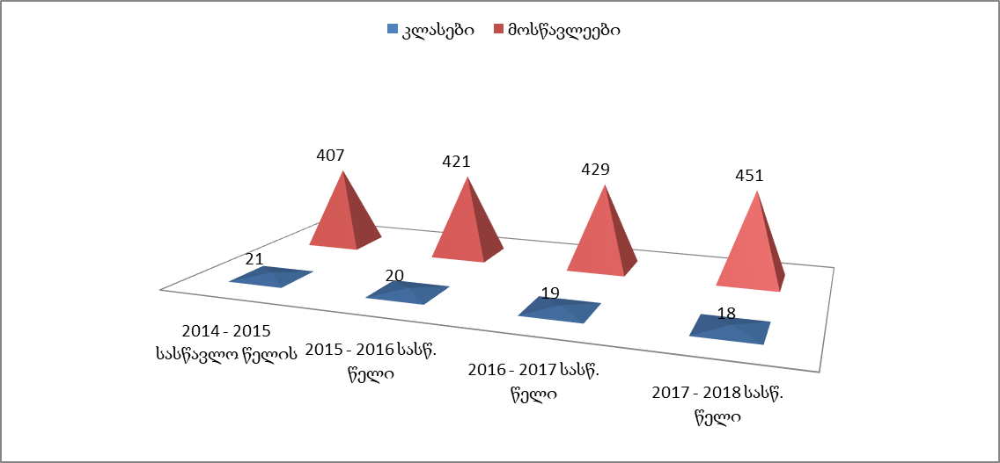 კლასები მოსწავლეები
407 421 429 451
21 20 19 18
2014 - 2015
სასწავლო წელის
2015 - 2016 სასწ.
წელი
2016 - 2017 სასწ.
წელი
2017 - 2018 სასწ.
წელი